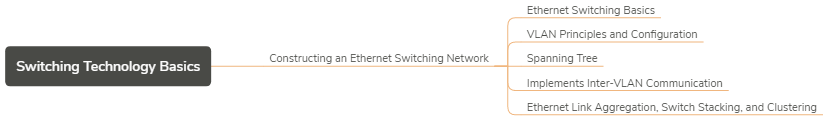 Switching Technology Basics
Constructing an Ethernet Switching Network
Ethernet Switching Basics
VLAN Principles and Configuration
Spanning Tree
Implements Inter-VLAN Communication
Ethernet Link Aggregation, Switch Stacking, and Clustering